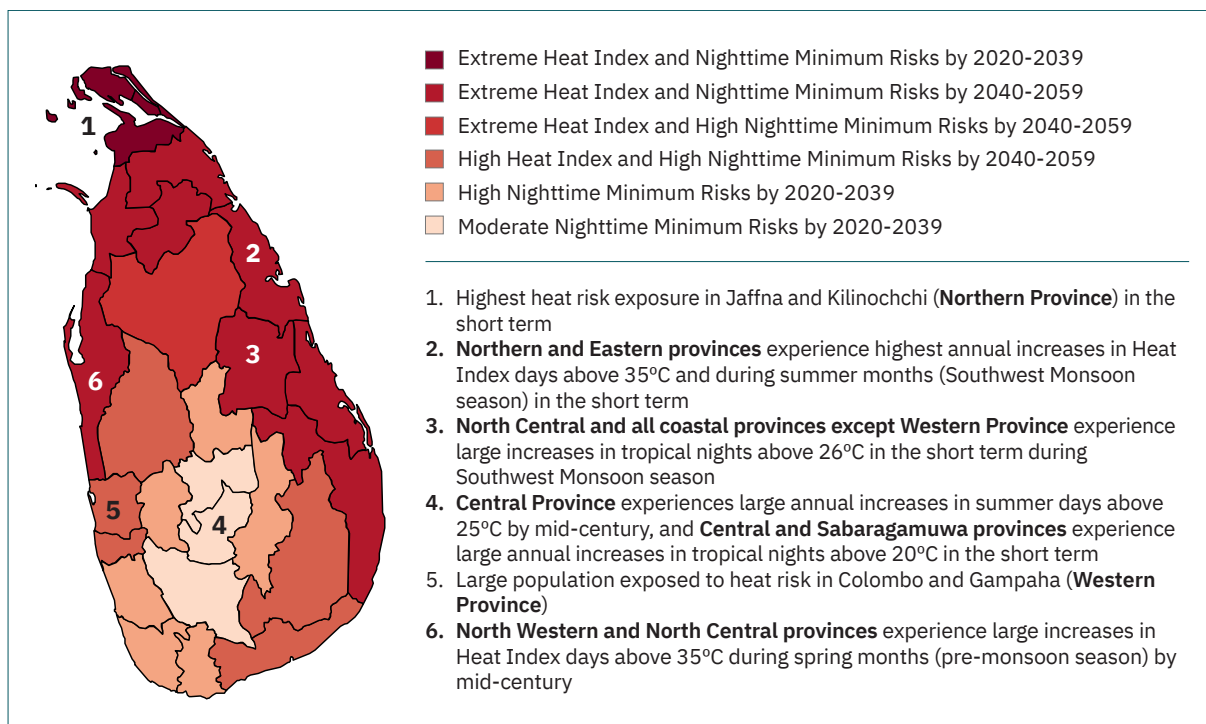 Extreme Heat Index and Nighttime Minimum Risks by 2020-2039
Extreme Heat Index and Nighttime Minimum Risks by 2040-2059
Extreme Heat Index and High Nighttime Minimum Risks by 2040-2059
High Heat Index and High Nighttime Minimum Risks by 2040-2059
High Nighttime Minimum Risks by 2020-2039
Moderate Nighttime Minimum Risks by 2020-2039
1
2
3
6
5
4
1. Highest heat risk exposure in Jaffna and Kilinochchi (Northern Province) in the
short term
2. Northern and Eastern provinces experience highest annual increases in Heat
Index days above 35ºC and during summer months (Southwest Monsoon
season) in the short term
3. North Central and all coastal provinces except Western Province experience
large increases in tropical nights above 26ºC in the short term during
Southwest Monsoon season
4. Central Province experiences large annual increases in summer days above
25ºC by mid-century, and Central and Sabaragamuwa provinces experience
large annual increases in tropical nights above 20ºC in the short term
5. Large population exposed to heat risk in Colombo and Gampaha (Western
Province)
6. North Western and North Central provinces experience large increases in
Heat Index days above 35ºC during spring months (pre-monsoon season) by
mid-century